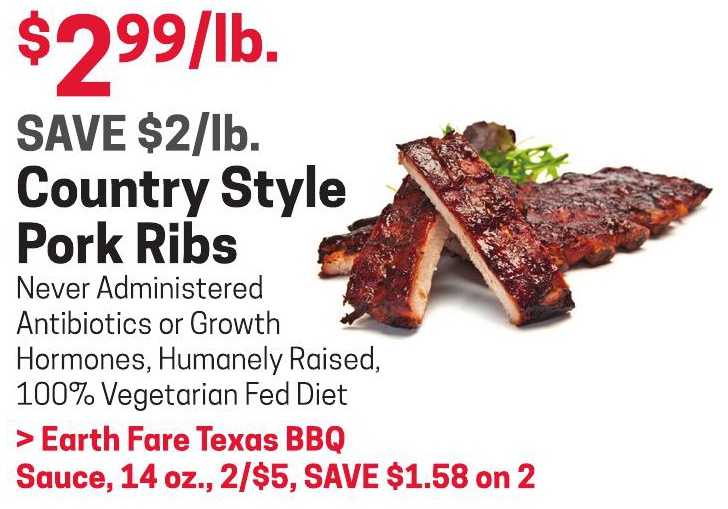 $2.99/lb.
SAVE $2/lb.
Country Style
Pork Ribs
Never Administered
Antibiotics or Growth
Hormones, Humanely Raised,
100% Vegetarian Fed Diet
> Earth Fare Texas BBQ
Sauce, 14 oz., 2/$5, SAVE $1.58 on 2